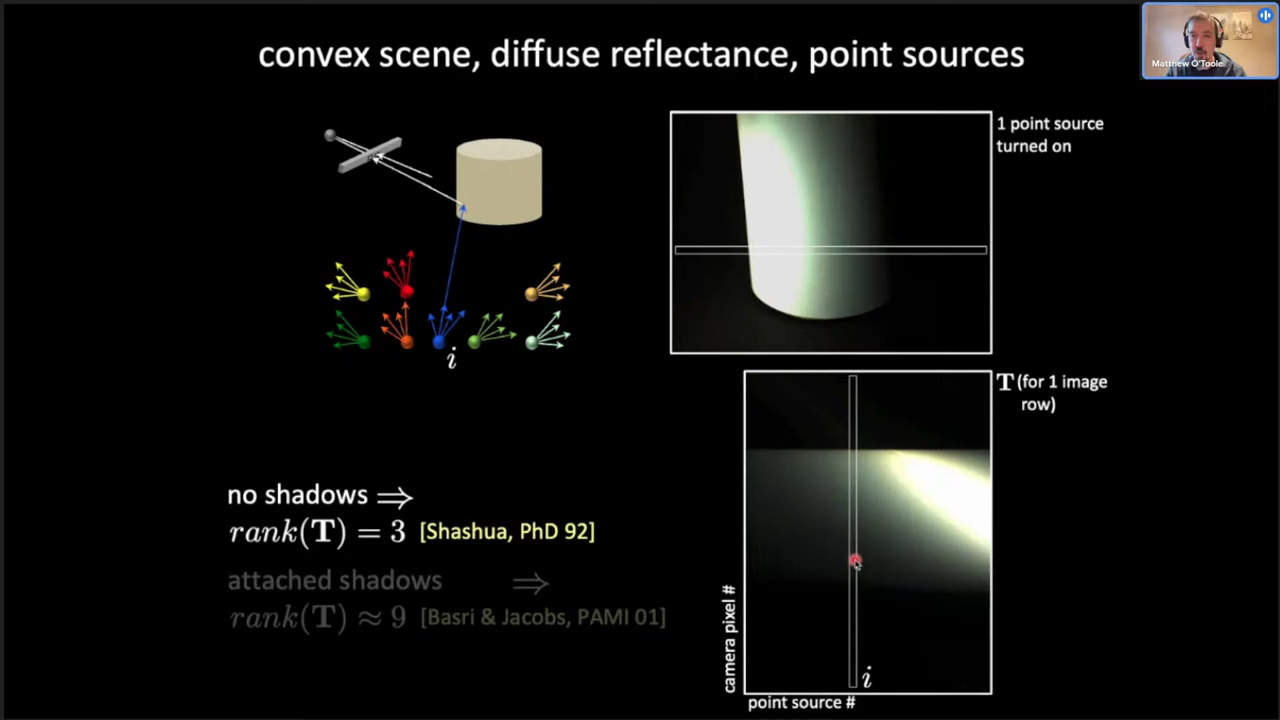 convex scene, diffuse reflectance, point sources
Matthew O'Toole
1 point source
turned on
i
T (for 1 image
row)
no shadows ⇒
rank(T) = 3 [Shashua, PhD 92]
attached shadows ⇒
rank(T) ≈ 9 [Basri & Jacobs, PAMI 01]
camera pixel #
i
point source #